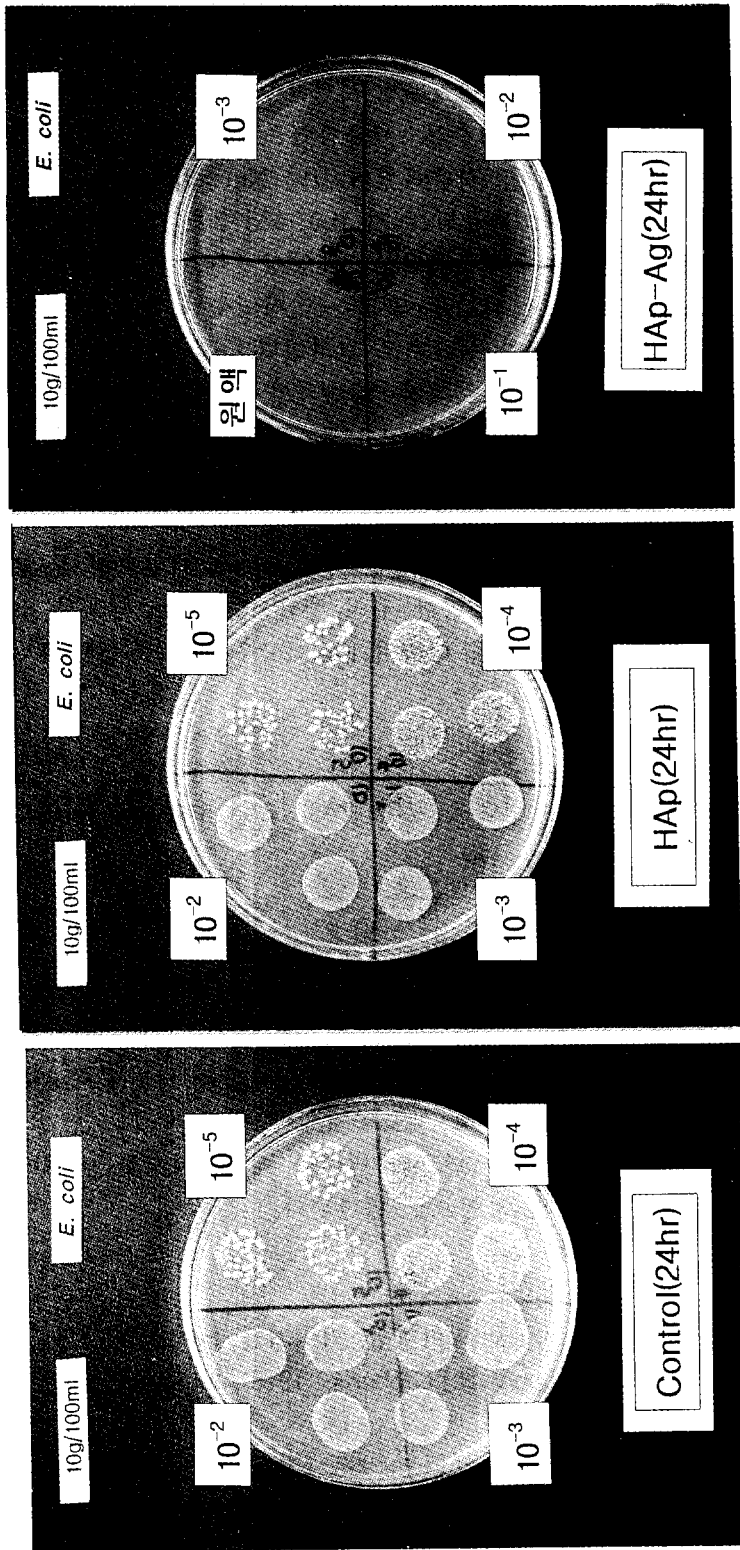 10g/100ml E. coli
10⁻² 10⁻⁵
10⁻³ 10⁻⁴
Control(24hr)
10g/100ml E. coli
10⁻² 10⁻⁵
10⁻³ 10⁻⁴
HAp(24hr)
10g/100ml E. coli
원액 10⁻³
10⁻¹ 10⁻²
HAp-Ag(24hr)